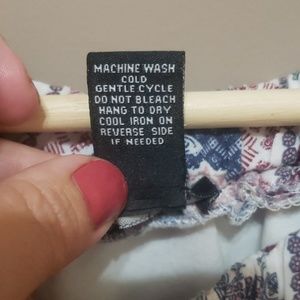 MACHINE WASH
COLD
GENTLE CYCLE
DO NOT BLEACH
HANG TO DRY
COOL IRON ON
REVERSE SIDE
IF NEEDED